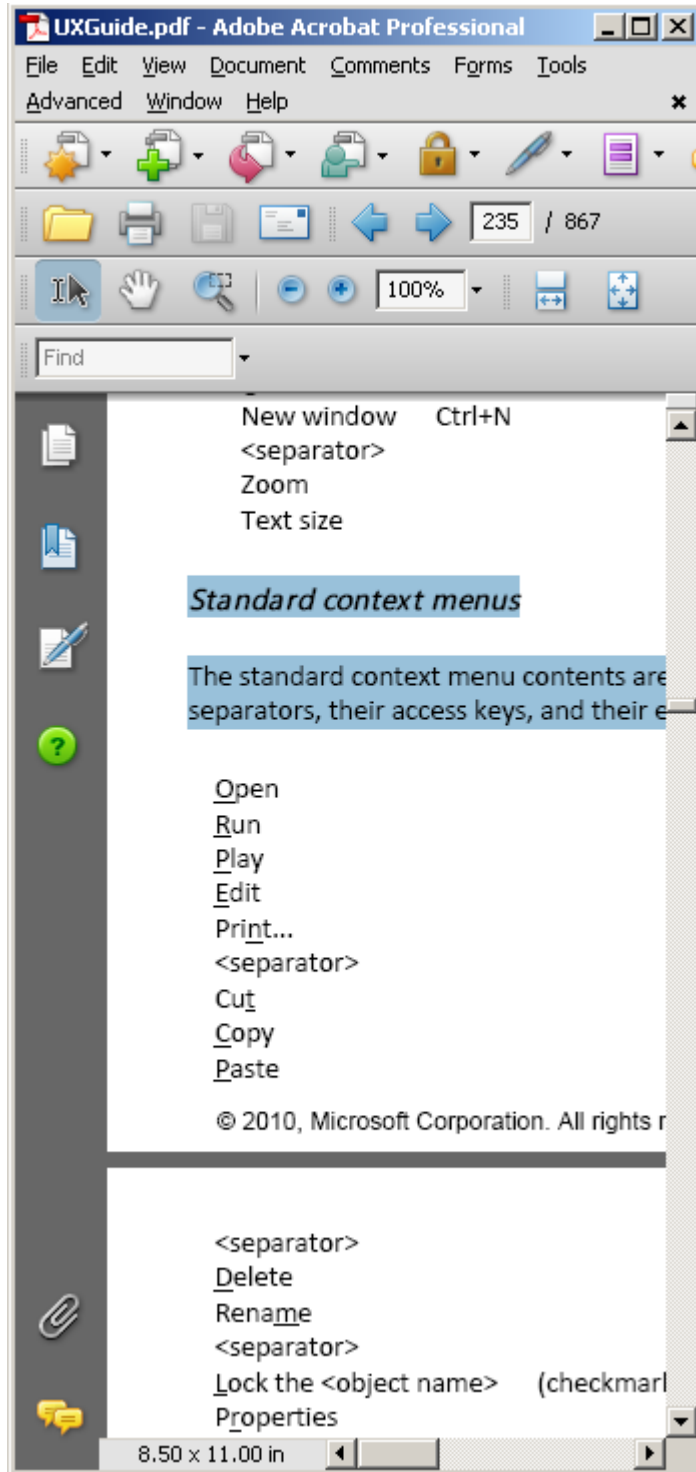 UXGuide.pdf - Adobe Acrobat Professional
File Edit View Document Comments Forms Tools
Advanced Window Help
235 / 867
100%
Find
New window Ctrl+N
<separator>
Zoom
Text size
Standard context menus
The standard context menu contents are
separators, their access keys, and their e
Open
Run
Play
Edit
Print...
<separator>
Cut
Copy
Paste
© 2010, Microsoft Corporation. All rights r
<separator>
Delete
Rename
<separator>
Lock the <object name> (checkmark
Properties
8.50 x 11.00 in